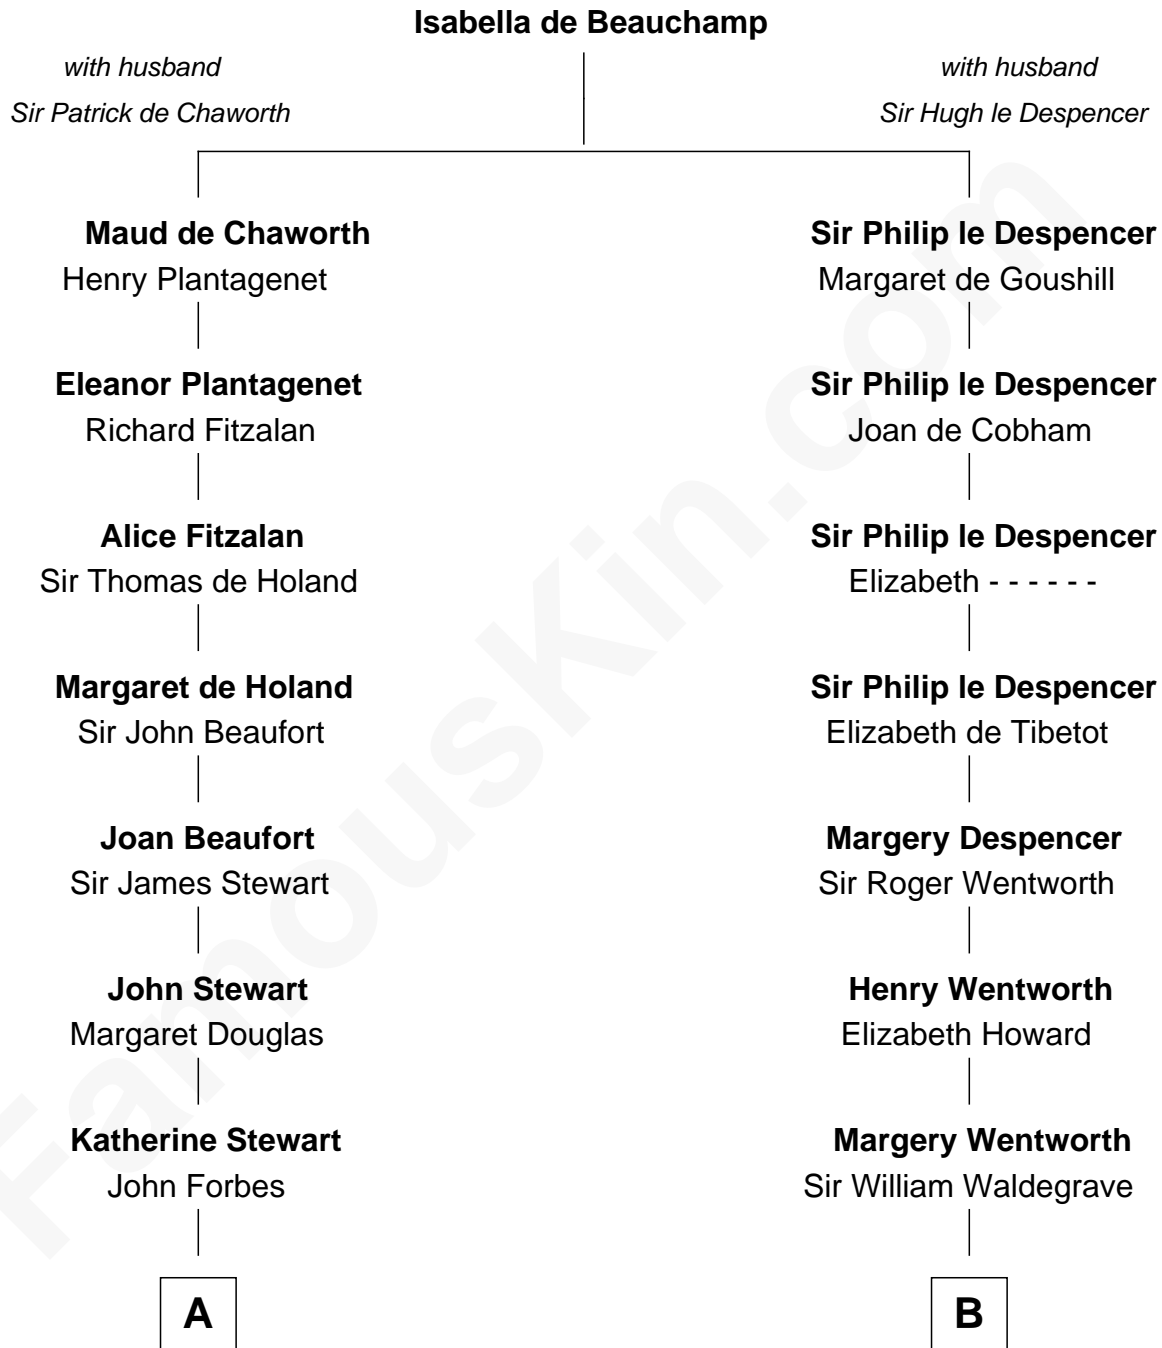 Isabella de Beauchamp
with husband
Sir Patrick de Chaworth
with husband
Sir Hugh le Despencer
Maud de Chaworth
Henry Plantagenet
Eleanor Plantagenet
Richard Fitzalan
Alice Fitzalan
Sir Thomas de Holand
Margaret de Holand
Sir John Beaufort
Joan Beaufort
Sir James Stewart
John Stewart
Margaret Douglas
Katherine Stewart
John Forbes
A
Sir Philip le Despencer
Margaret de Goushill
Sir Philip le Despencer
Joan de Cobham
Sir Philip le Despencer
Elizabeth - - - - - -
Sir Philip le Despencer
Elizabeth de Tibetot
Margery Despencer
Sir Roger Wentworth
Henry Wentworth
Elizabeth Howard
Margery Wentworth
Sir William Waldegrave
B
FamousKin.com